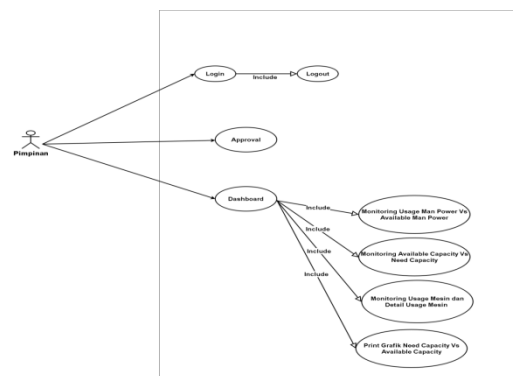 Login
Include
Logout
Pimpinan
Approval
Dashboard
Include
Monitoring Usage Man Power Vs
Available Man Power
Include
Monitoring Available Capacity Vs
Need Capacity
Include
Monitoring Usage Mesin dan
Detail Usage Mesin
Include
Print Grafik Need Capacity Vs
Available Capacity